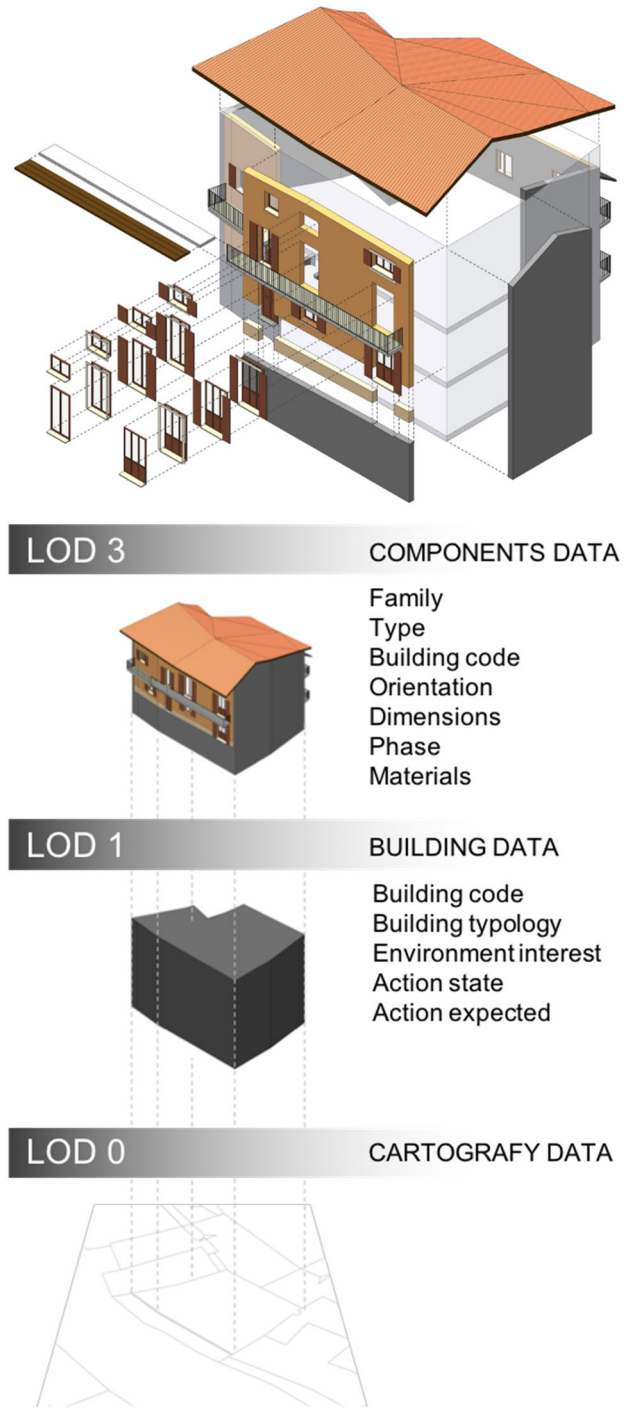 LOD 3
COMPONENTS DATA
Family
Type
Building code
Orientation
Dimensions
Phase
Materials
LOD 1
BUILDING DATA
Building code
Building typology
Environment interest
Action state
Action expected
LOD 0
CARTOGRAFY DATA